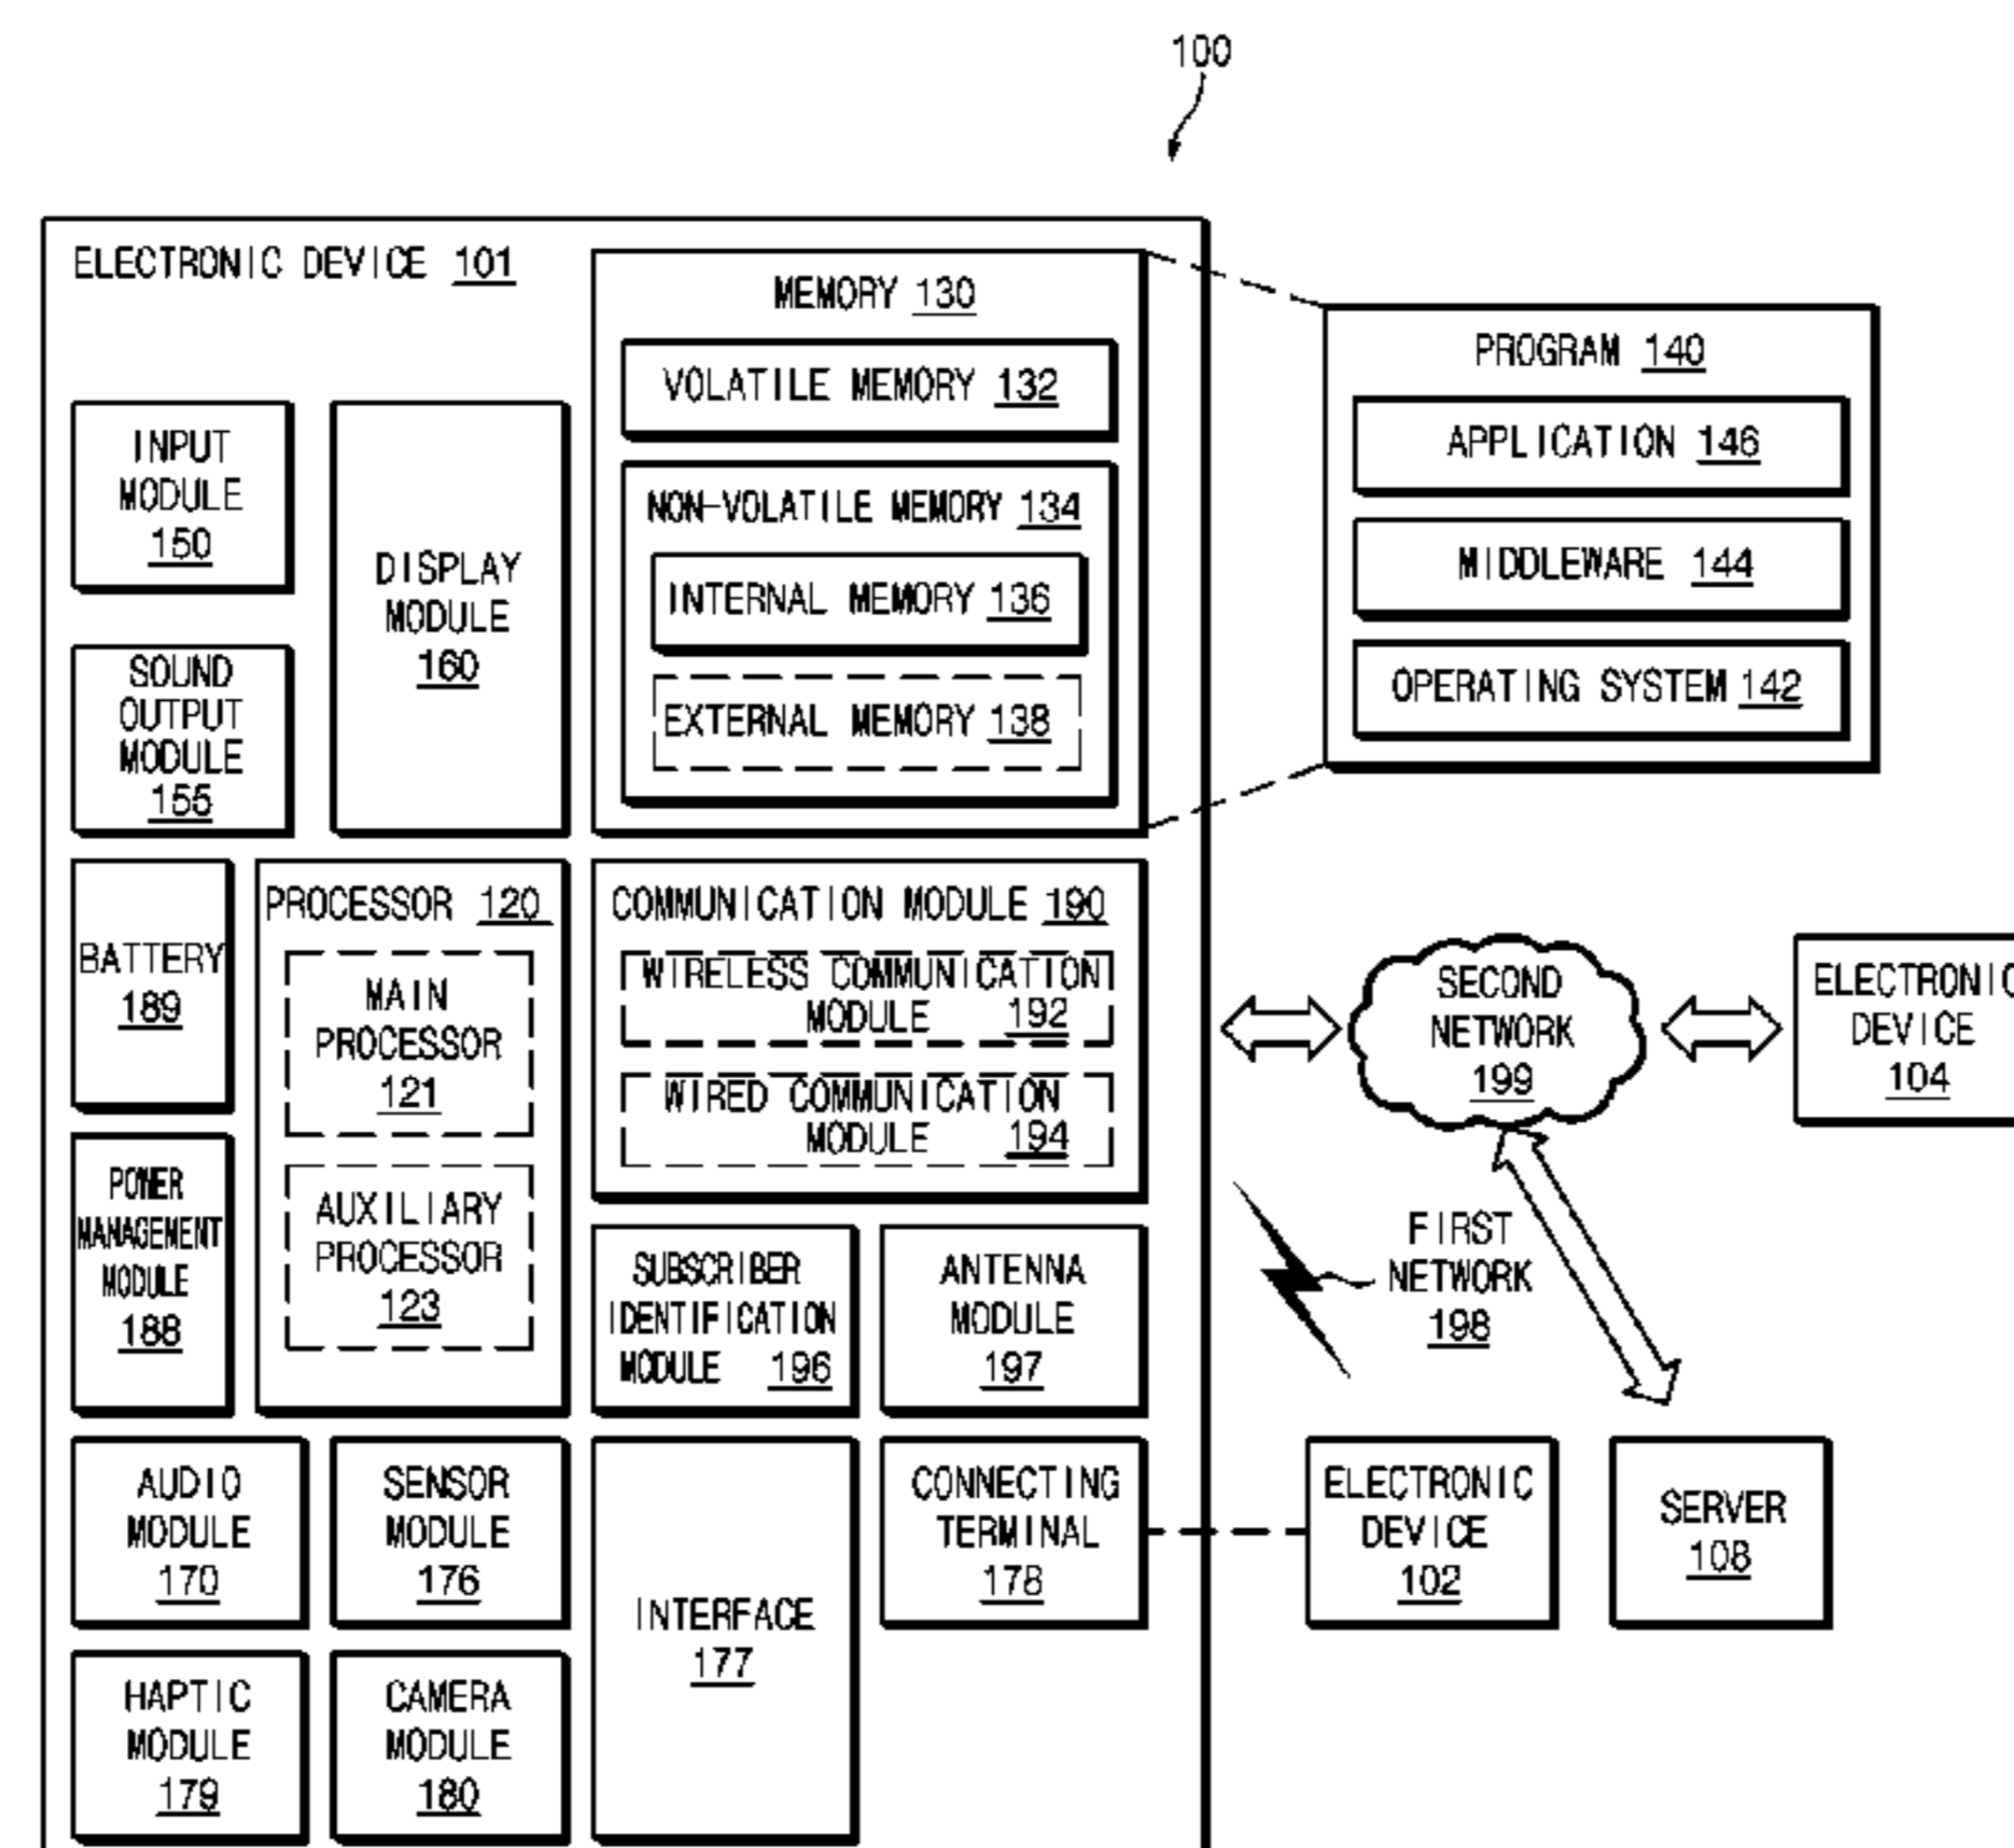 100
ELECTRONIC DEVICE 101
MEMORY 130
VOLATILE MEMORY 132
NON-VOLATILE MEMORY 134
INTERNAL MEMORY 136
EXTERNAL MEMORY 138
PROGRAM 140
APPLICATION 146
MIDDLEWARE 144
OPERATING SYSTEM 142
INPUT
MODULE
150
SOUND
OUTPUT
MODULE
155
DISPLAY
MODULE
160
BATTERY
189
POWER
MANAGEMENT
MODULE
188
PROCESSOR 120
MAIN
PROCESSOR
121
AUXILIARY
PROCESSOR
123
COMMUNICATION MODULE 190
WIRELESS COMMUNICATION
MODULE 192
WIRED COMMUNICATION
MODULE 194
SUBSCRIBER
IDENTIFICATION
MODULE 196
ANTENNA
MODULE
197
SECOND
NETWORK
199
ELECTRONIC
DEVICE
104
FIRST
NETWORK
198
AUDIO
MODULE
170
SENSOR
MODULE
176
INTERFACE
177
CONNECTING
TERMINAL
178
ELECTRONIC
DEVICE
102
SERVER
108
HAPTIC
MODULE
179
CAMERA
MODULE
180